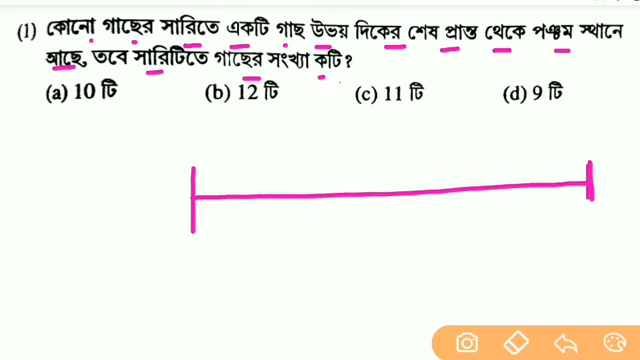 (1) কোনো গাছের সারিতে একটি গাছ উভয় দিকের শেষ প্রান্ত থেকে পঞ্চম স্থানে
আছে, তবে সারিটিতে গাছের সংখ্যা কটি?
(a) 10 টি (b) 12 টি (c) 11 টি (d) 9 টি